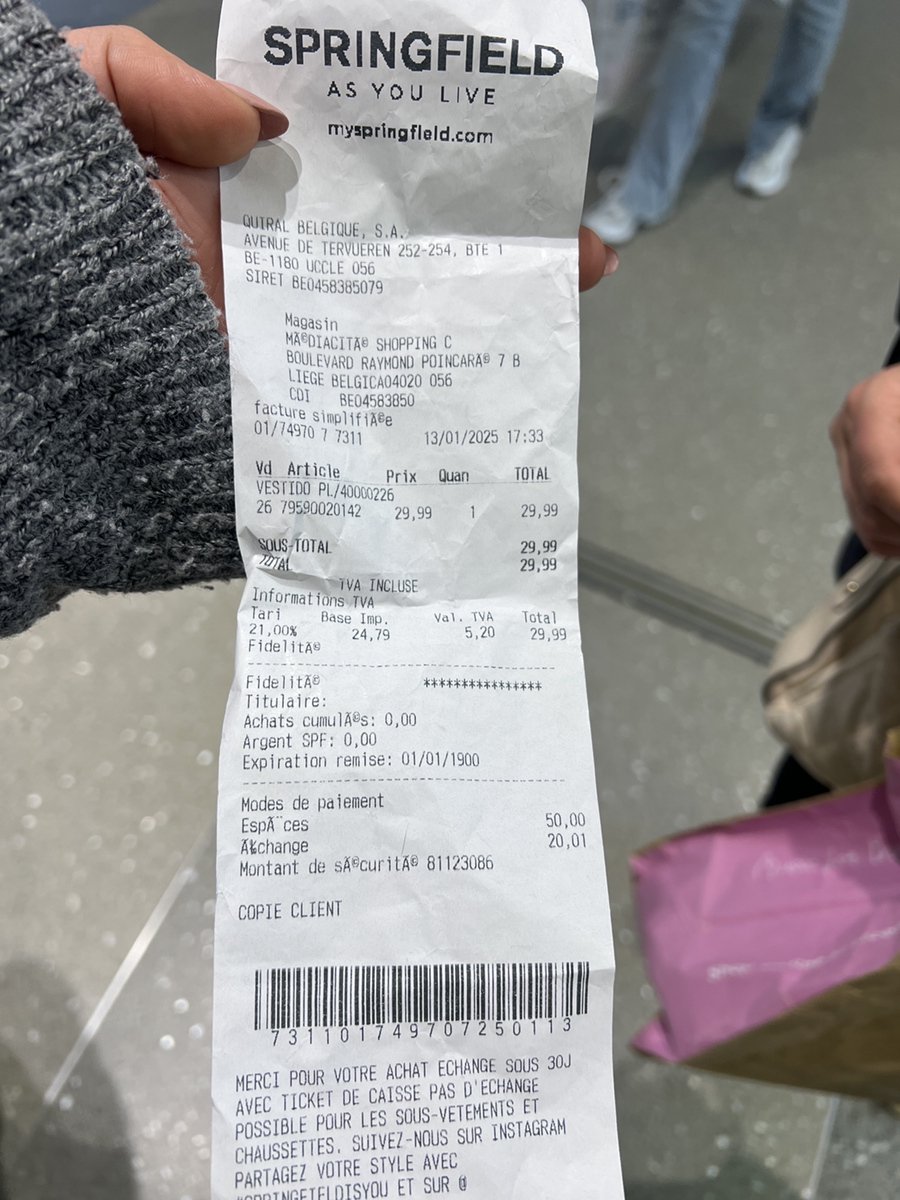 SPRINGFIELD
AS YOU LIVE
myspringfield.com
QUIRAL BELGIQUE, S.A.
AVENUE DE TERVUEREN 252-254, BTE 1
BE-1180 UCCLE 056
SIRET BE0458385079
Magasin
MÃ©DIACITÃ© SHOPPING C
BOULEVARD RAYMOND POINCARÃ© 7 B
LIEGE BELGICA04020 056
CDI BE04583850
facture simplifiÃ©e
01/74970 7 7311 13/01/2025 17:33
Vd Article Prix Quan TOTAL
VESTIDO PL/40000226
26 79590020142 29,99 1 29,99
SOUS-TOTAL 29,99
TOTAL 29,99
TVA INCLUSE
Informations TVA
Tari Base Imp. Val. TVA Total
21,00% 24,79 5,20 29,99
FidelitÃ©
FidelitÃ© ***************
Titulaire:
Achats cumulÃ©s: 0,00
Argent SPF: 0,00
Expiration remise: 01/01/1900
Modes de paiement
EspÃ¨ces 50,00
Ã‰change 20,01
Montant de sÃ©curitÃ© 81123086
COPIE CLIENT
731101749707250113
MERCI POUR VOTRE ACHAT ECHANGE SOUS 30J
AVEC TICKET DE CAISSE PAS D'ECHANGE
POSSIBLE POUR LES SOUS-VETEMENTS ET
CHAUSSETTES. SUIVEZ-NOUS SUR INSTAGRAM
PARTAGEZ VOTRE STYLE AVEC
#SPRINGFIELDISYOU ET SUR @